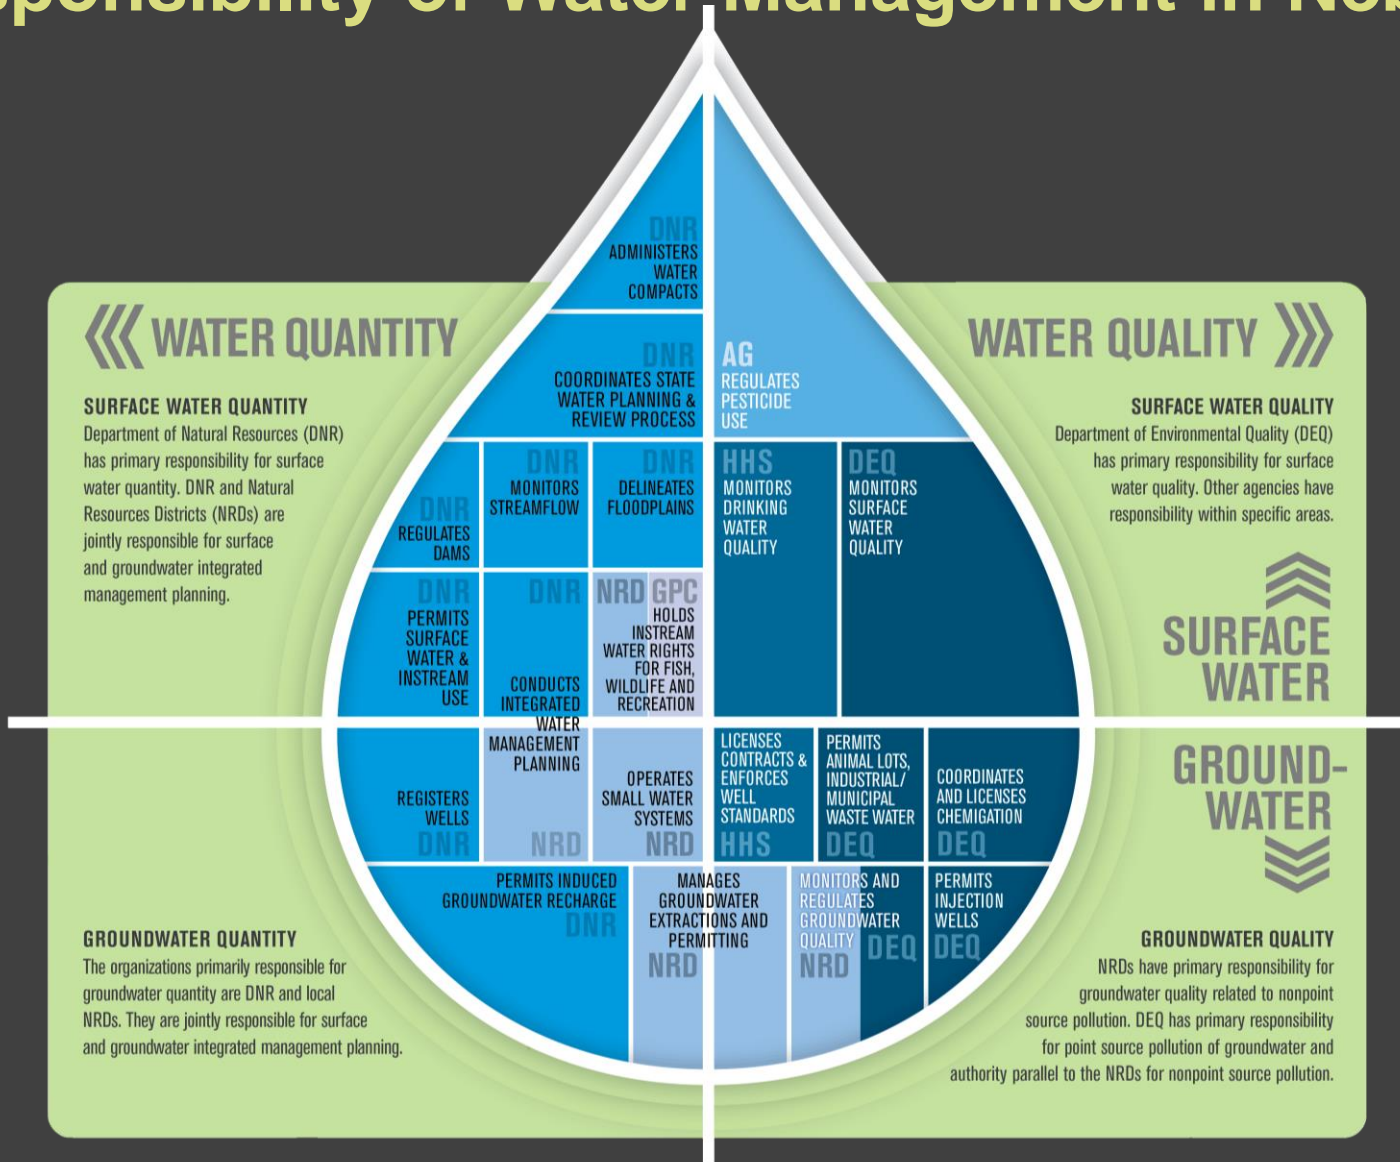 of Water Management in
DNR
ADMINISTERS
WATER
COMPACTS
DNR
COORDINATES STATE
WATER PLANNING &
REVIEW PROCESS
AG
REGULATES
PESTICIDE
USE
WATER QUANTITY
SURFACE WATER QUANTITY
Department of Natural Resources (DNR)
has primary responsibility for surface
water quantity. DNR and Natural
Resources Districts (NRDs) are
jointly responsible for surface
and groundwater integrated
management planning.
WATER QUALITY
SURFACE WATER QUALITY
Department of Environmental Quality (DEQ)
has primary responsibility for surface
water quality. Other agencies have
responsibility within specific areas.
DNR
REGULATES
DAMS
DNR
MONITORS
STREAMFLOW
DNR
DELINEATES
FLOODPLAINS
HHS
MONITORS
DRINKING
WATER
QUALITY
DEQ
MONITORS
SURFACE
WATER
QUALITY
DNR
PERMITS
SURFACE
WATER &
INSTREAM
USE
DNR
CONDUCTS
INTEGRATED
WATER
MANAGEMENT
PLANNING
NRD
NRD GPC
HOLDS
INSTREAM
WATER RIGHTS
FOR FISH,
WILDLIFE AND
RECREATION
SURFACE
WATER
GROUND-
WATER
REGISTERS
WELLS
DNR
OPERATES
SMALL WATER
SYSTEMS
NRD
LICENSES
CONTRACTS &
ENFORCES
WELL
STANDARDS
HHS
PERMITS
ANIMAL LOTS,
INDUSTRIAL/
MUNICIPAL
WASTE WATER
DEQ
COORDINATES
AND LICENSES
CHEMIGATION
DEQ
PERMITS INDUCED
GROUNDWATER RECHARGE
DNR
MANAGES
GROUNDWATER
EXTRACTIONS AND
PERMITTING
NRD
MONITORS AND
REGULATES
GROUNDWATER
QUALITY
NRD DEQ
PERMITS
INJECTION
WELLS
DEQ
GROUNDWATER QUANTITY
The organizations primarily responsible for
groundwater quantity are DNR and local
NRDs. They are jointly responsible for surface
and groundwater integrated management planning.
GROUNDWATER QUALITY
NRDs have primary responsibility for
groundwater quality related to nonpoint
source pollution. DEQ has primary responsibility
for point source pollution of groundwater and
authority parallel to the NRDs for nonpoint source pollution.